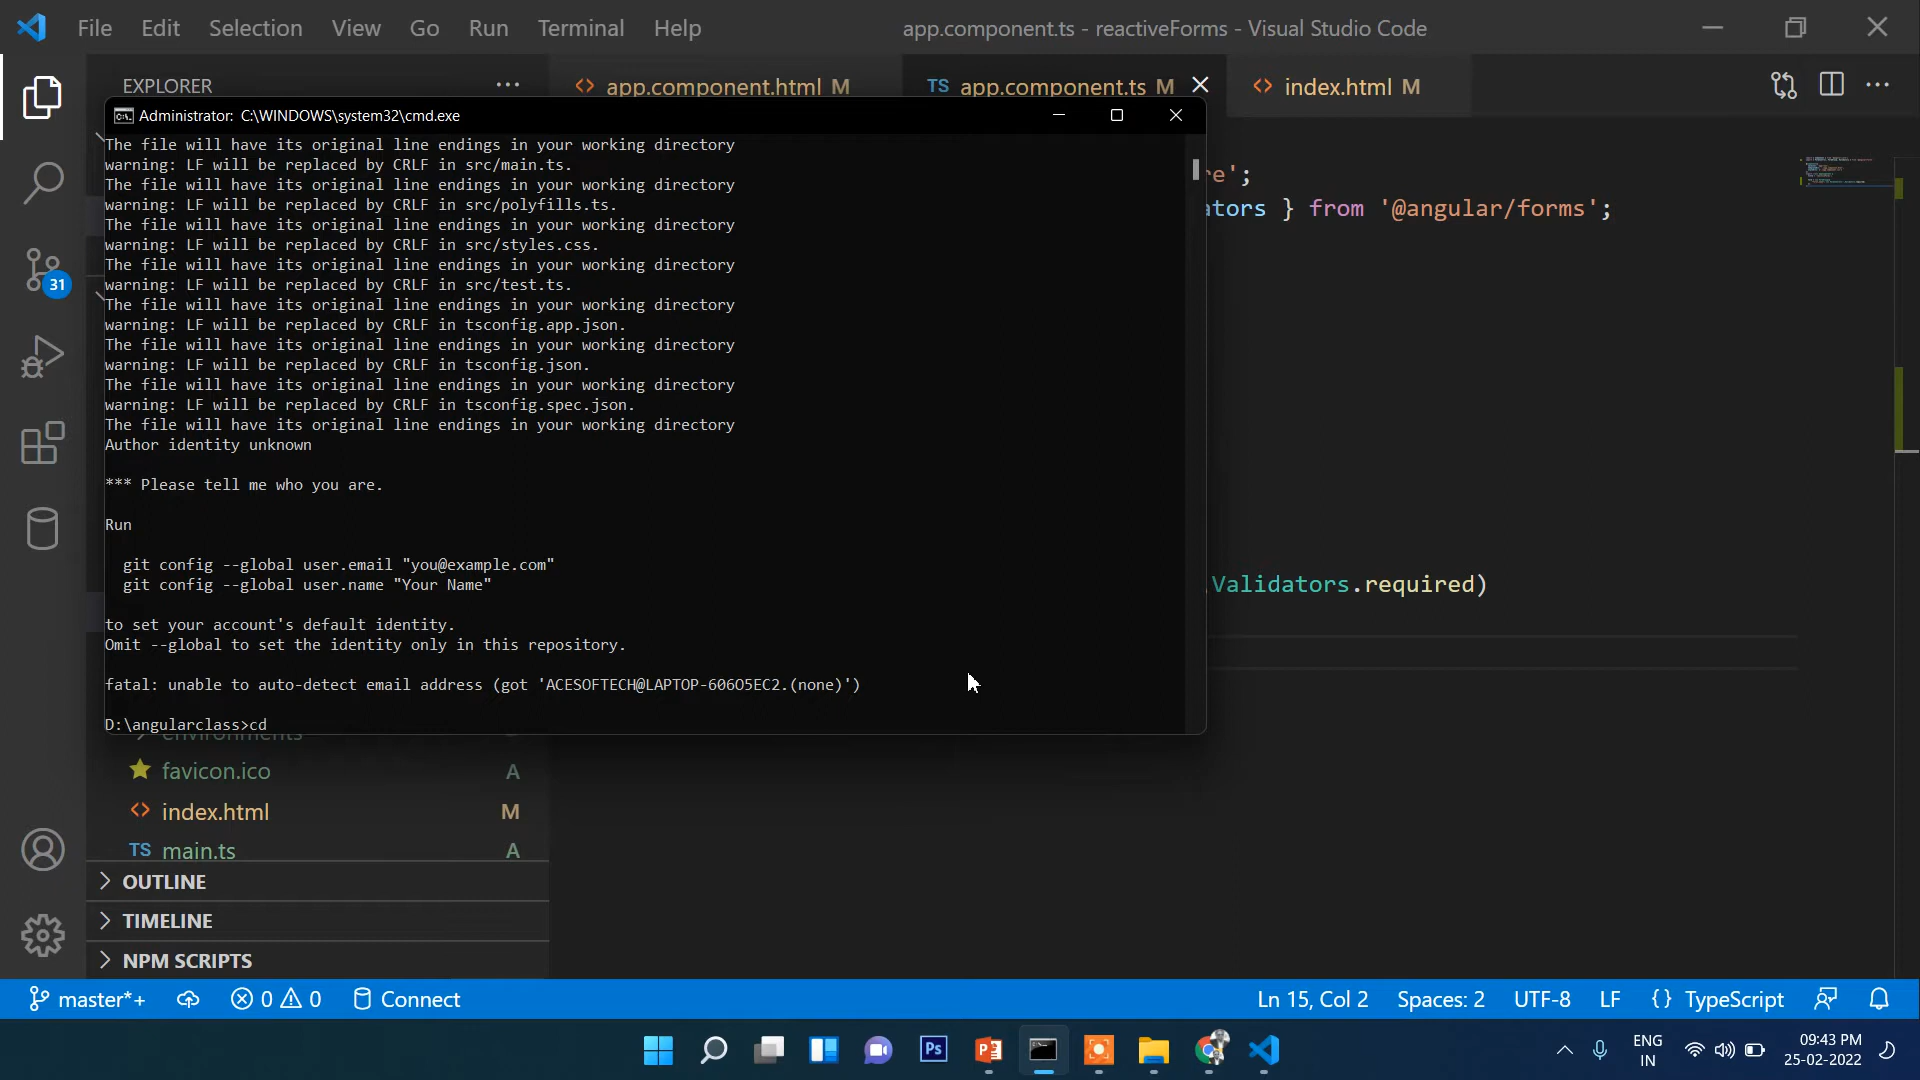 File Edit Selection View Go Run Terminal Help
app.component.ts - reactiveForms - Visual Studio Code
EXPLORER
app.component.html M
TS app.component.ts M
index.html M
Administrator: C:\WINDOWS\system32\cmd.exe
The file will have its original line endings in your working directory
warning: LF will be replaced by CRLF in src/main.ts.
The file will have its original line endings in your working directory
warning: LF will be replaced by CRLF in src/polyfills.ts.
The file will have its original line endings in your working directory
warning: LF will be replaced by CRLF in src/styles.css.
The file will have its original line endings in your working directory
warning: LF will be replaced by CRLF in src/test.ts.
The file will have its original line endings in your working directory
warning: LF will be replaced by CRLF in tsconfig.app.json.
The file will have its original line endings in your working directory
warning: LF will be replaced by CRLF in tsconfig.json.
The file will have its original line endings in your working directory
warning: LF will be replaced by CRLF in tsconfig.spec.json.
The file will have its original line endings in your working directory
Author identity unknown
*** Please tell me who you are.
Run
git config --global user.email "you@example.com"
git config --global user.name "Your Name"
to set your account's default identity.
Omit --global to set the identity only in this repository.
fatal: unable to auto-detect email address (got 'ACESOFTECH@LAPTOP-606O5EC2.(none)')
D:\angularclass>cd
re';
ators } from '@angular/forms';
Validators.required)
31
environments
favicon.ico A
index.html M
TS main.ts A
OUTLINE
TIMELINE
NPM SCRIPTS
master*+ 0 0 Connect
Ln 15, Col 2 Spaces: 2 UTF-8 LF {} TypeScript
Ps
ENG
IN
09:43 PM
25-02-2022